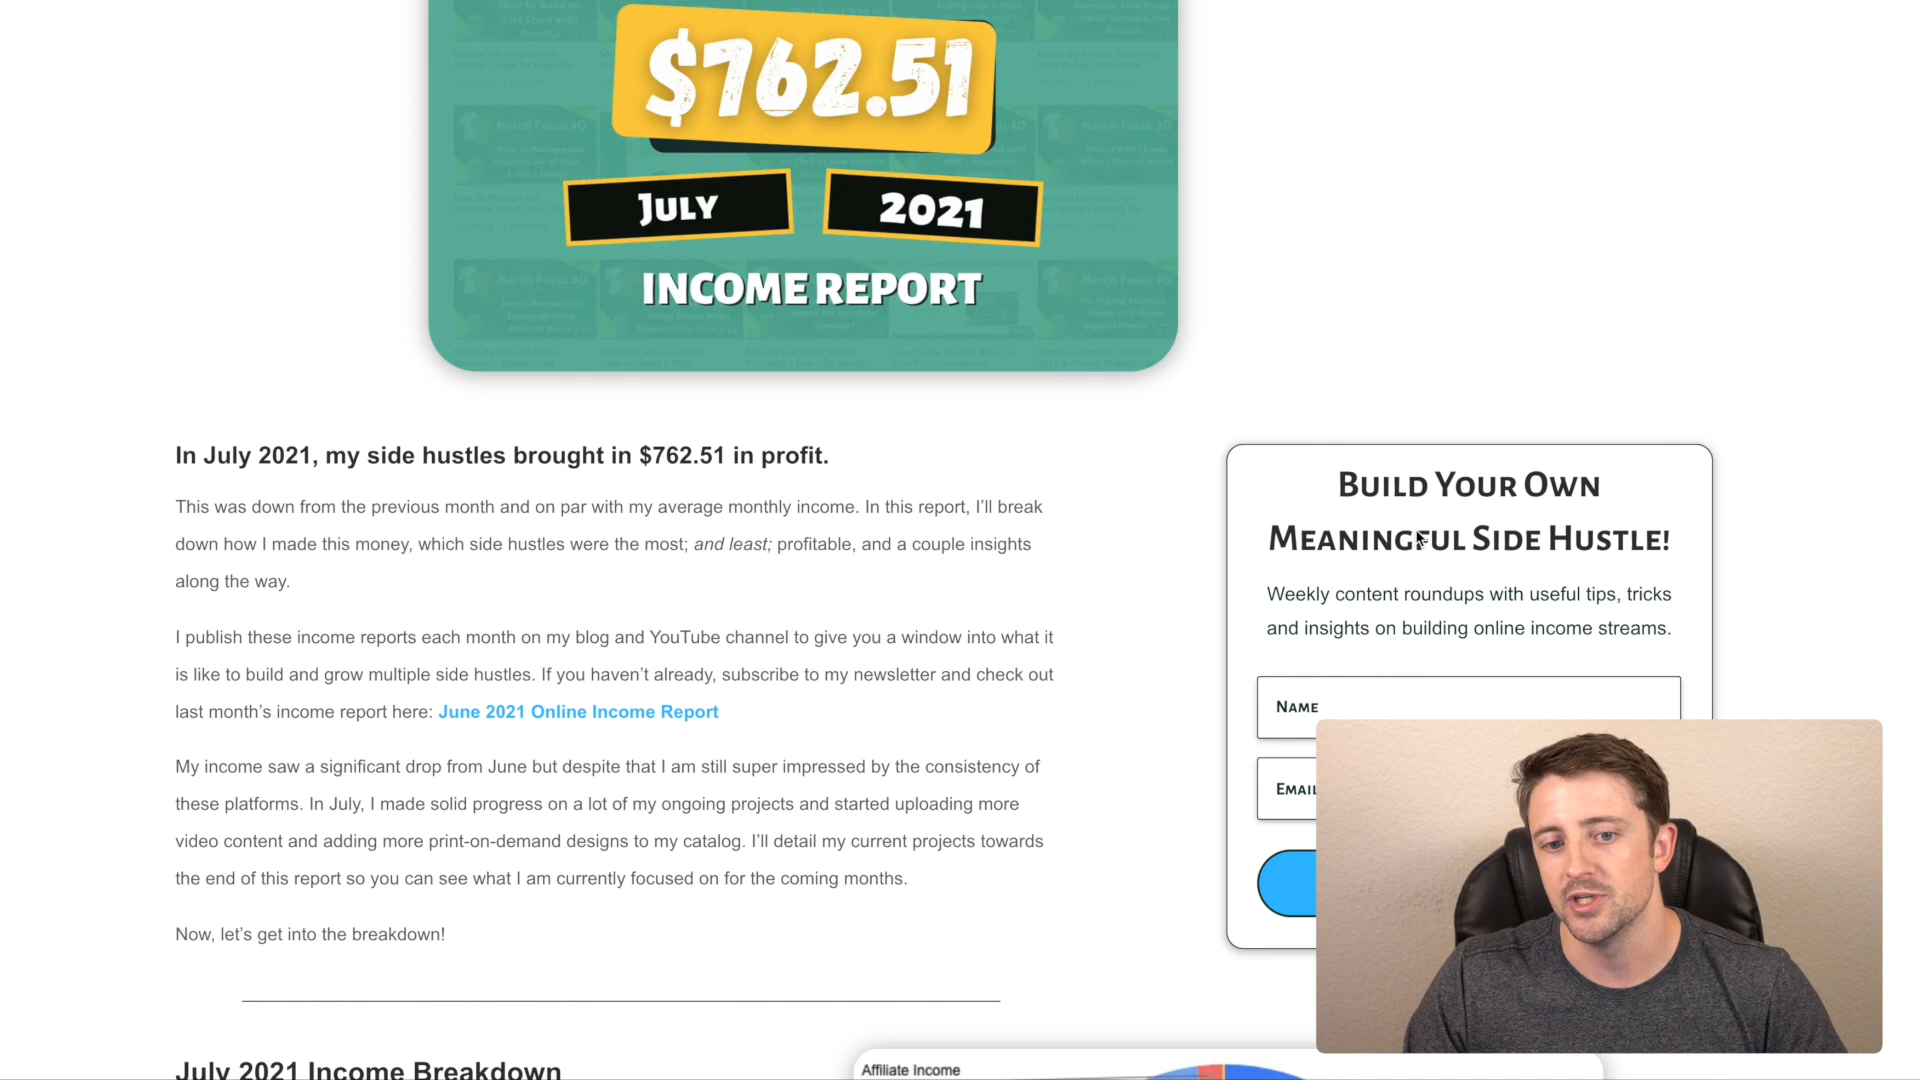 $762.51
JULY
2021
INCOME REPORT
In July 2021, my side hustles brought in $762.51 in profit.
This was down from the previous month and on par with my average monthly income. In this report, I’ll break
down how I made this money, which side hustles were the most; and least; profitable, and a couple insights
along the way.
I publish these income reports each month on my blog and YouTube channel to give you a window into what it
is like to build and grow multiple side hustles. If you haven’t already, subscribe to my newsletter and check out
last month’s income report here: June 2021 Online Income Report
My income saw a significant drop from June but despite that I am still super impressed by the consistency of
these platforms. In July, I made solid progress on a lot of my ongoing projects and started uploading more
video content and adding more print-on-demand designs to my catalog. I’ll detail my current projects towards
the end of this report so you can see what I am currently focused on for the coming months.
Now, let’s get into the breakdown!
July 2021 Income Breakdown
Affiliate Income
Build Your Own
Meaningful Side Hustle!
Weekly content roundups with useful tips, tricks
and insights on building online income streams.
Name
Email